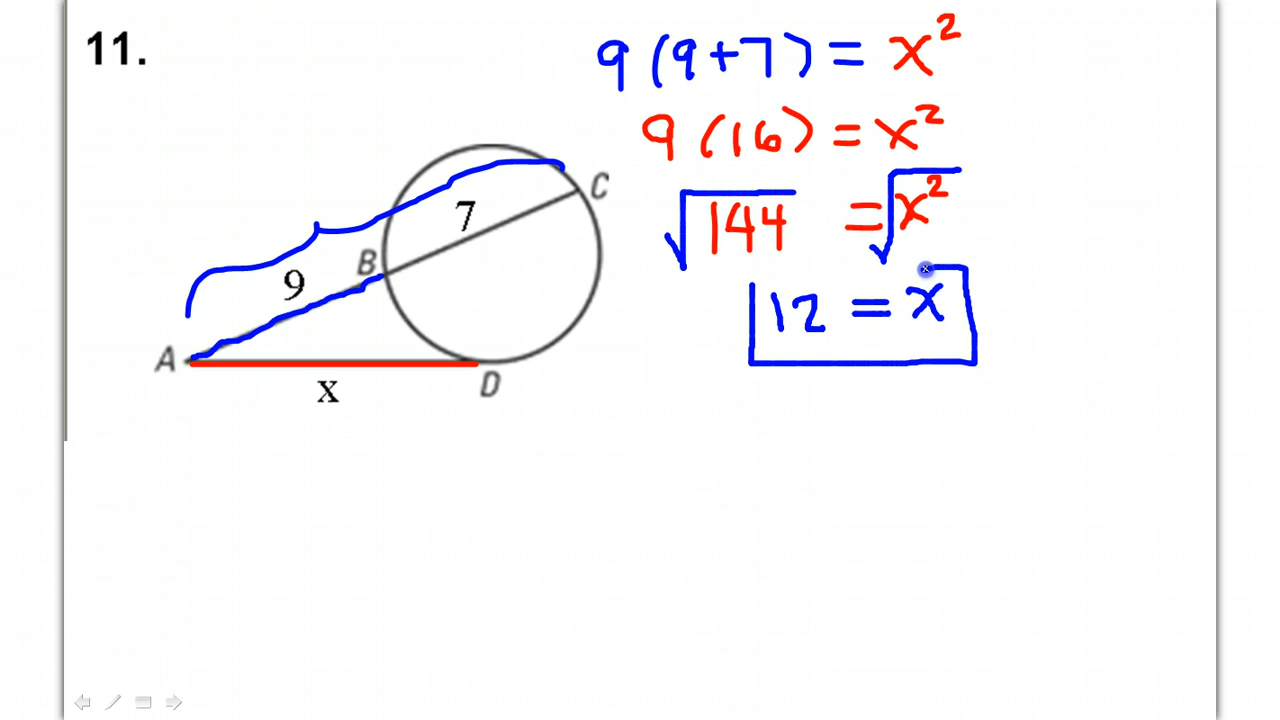 11.
9(9+7) = x²
9(16) = x²
√144 = √x²
12 = x
C
7
B
9
A
x
D